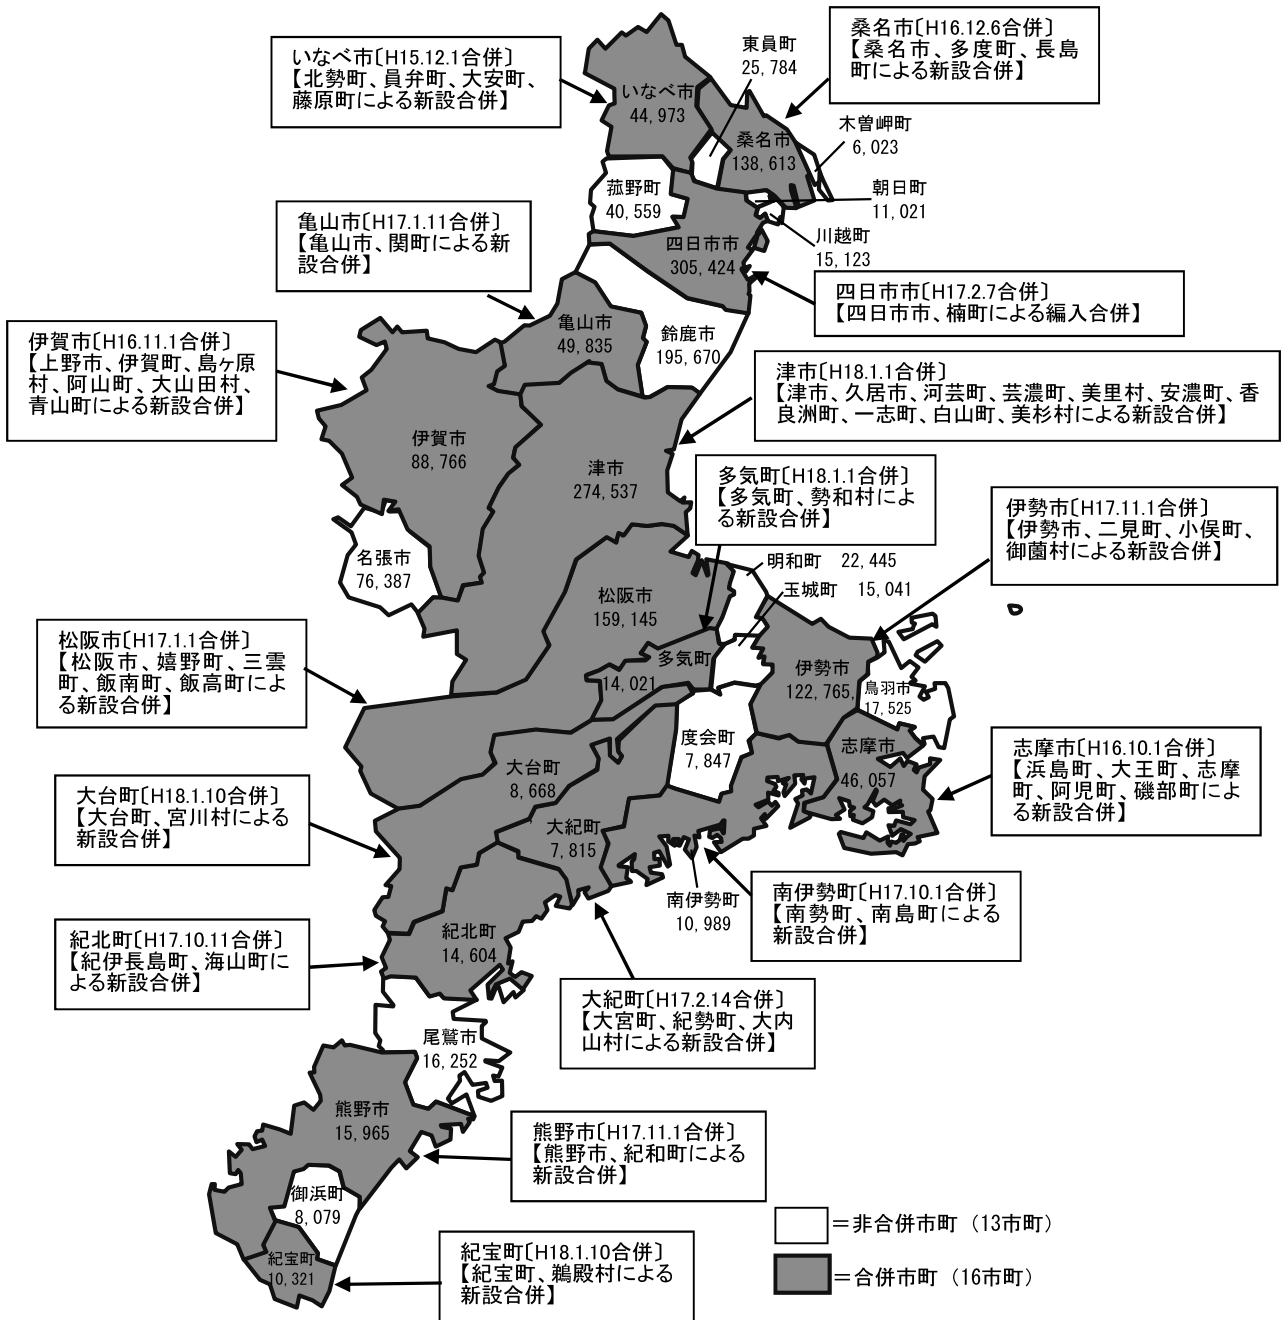 いなべ市〔H15.12.1合併〕
【北勢町、員弁町、大安町、
藤原町による新設合併】
桑名市〔H16.12.6合併〕
【桑名市、多度町、長島
町による新設合併】
東員町
25,784
いなべ市
44,973
桑名市
138,613
木曽岬町
6,023
朝日町
11,021
川越町
15,123
菰野町
40,559
四日市市
305,424
亀山市〔H17.1.11合併〕
【亀山市、関町による新
設合併】
四日市市〔H17.2.7合併〕
【四日市市、楠町による編入合併】
亀山市
49,835
鈴鹿市
195,670
伊賀市〔H16.11.1合併〕
【上野市、伊賀町、島ヶ原
村、阿山町、大山田村、
青山町による新設合併】
津市〔H18.1.1合併〕
【津市、久居市、河芸町、芸濃町、美里村、安濃町、香
良洲町、一志町、白山町、美杉村による新設合併】
伊賀市
88,766
津市
274,537
多気町〔H18.1.1合併〕
【多気町、勢和村によ
る新設合併】
伊勢市〔H17.11.1合併〕
【伊勢市、二見町、小俣町、
御薗村による新設合併】
名張市
76,387
明和町 22,445
玉城町 15,041
松阪市
159,145
松阪市〔H17.1.1合併〕
【松阪市、嬉野町、三雲
町、飯南町、飯高町によ
る新設合併】
多気町
14,021
伊勢市
122,765
鳥羽市
17,525
度会町
7,847
志摩市
46,057
志摩市〔H16.10.1合併〕
【浜島町、大王町、志摩
町、阿児町、磯部町によ
る新設合併】
大台町
8,668
大台町〔H18.1.10合併〕
【大台町、宮川村による
新設合併】
大紀町
7,815
南伊勢町
10,989
南伊勢町〔H17.10.1合併〕
【南勢町、南島町による
新設合併】
紀北町〔H17.10.11合併〕
【紀伊長島町、海山町に
よる新設合併】
紀北町
14,604
大紀町〔H17.2.14合併〕
【大宮町、紀勢町、大内
山村による新設合併】
尾鷲市
16,252
熊野市
15,965
熊野市〔H17.11.1合併〕
【熊野市、紀和町による
新設合併】
御浜町
8,079
紀宝町
10,321
紀宝町〔H18.1.10合併〕
【紀宝町、鵜殿村による
新設合併】
＝非合併市町（13市町）
＝合併市町（16市町）